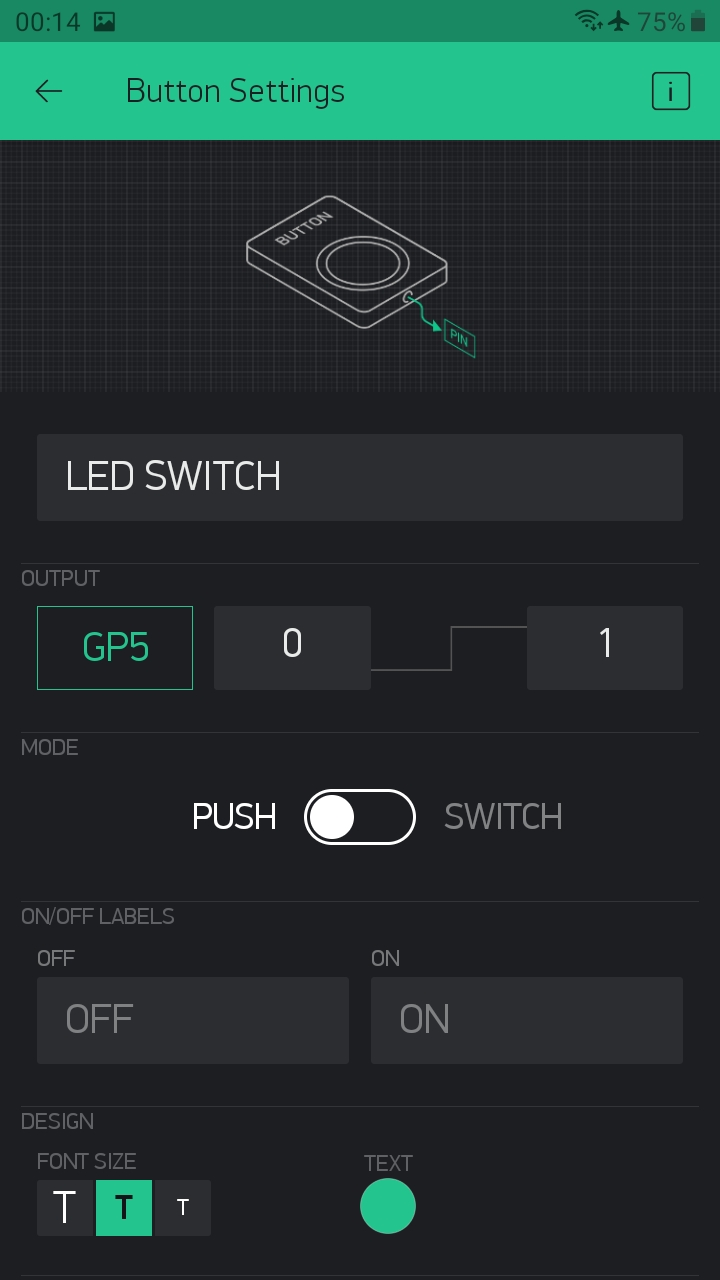 00:14 75%
Button Settings i
BUTTON
PIN
LED SWITCH
OUTPUT
GP5 0 1
MODE
PUSH SWITCH
ON/OFF LABELS
OFF ON
OFF ON
DESIGN
FONT SIZE TEXT
T T T